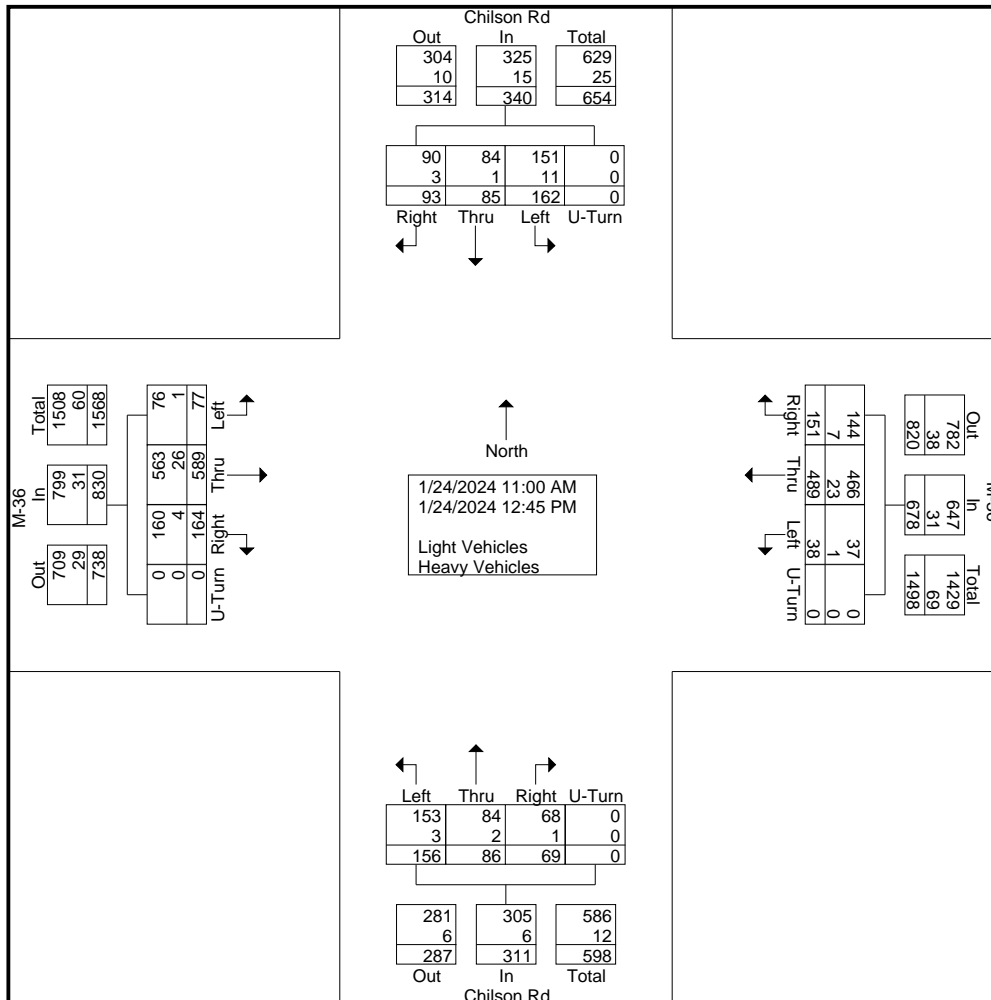 Chilson Rd
Out In Total
304 325 629
10 15 25
314 340 654
90 84 151 0
3 1 11 0
93 85 162 0
Right Thru Left U-Turn
M-36
Total In Out
1508 799 709
60 31 29
1568 830 738
76 563 160 0
1 26 4 0
77 589 164 0
Left Thru Right U-Turn
North
1/24/2024 11:00 AM
1/24/2024 12:45 PM
Light Vehicles
Heavy Vehicles
Right Thru Left U-Turn
144 466 37 0
7 23 1 0
151 489 38 0
Out In Total
782 647 1429
38 31 69
820 678 1498
Left Thru Right U-Turn
153 84 68 0
3 2 1 0
156 86 69 0
281 305 586
6 6 12
287 311 598
Out In Total
Chilson Rd